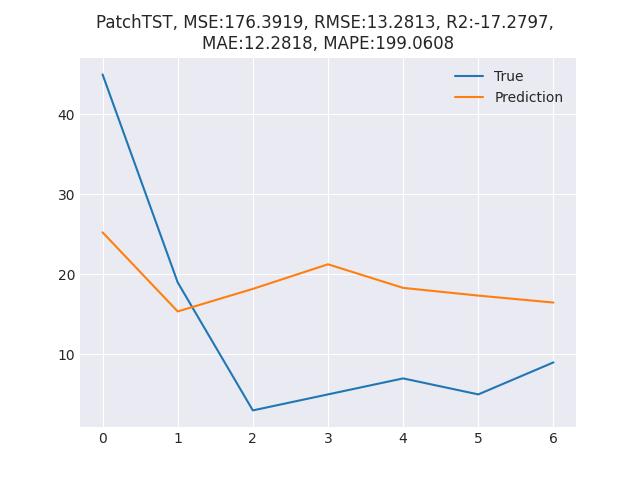 PatchTST, MSE:176.3919, RMSE:13.2813, R2:-17.2797,
MAE:12.2818, MAPE:199.0608
True
Prediction
40
30
20
10
0 1 2 3 4 5 6